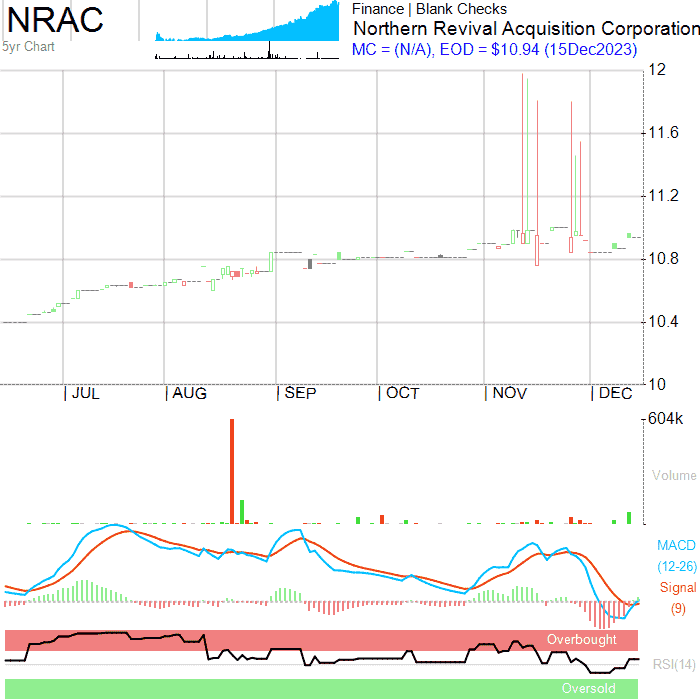 NRAC
5yr Chart
Finance | Blank Checks
Northern Revival Acquisition Corporation
MC = (N/A), EOD = $10.94 (15Dec2023)
12
11.6
11.2
10.8
10.4
10
| JUL | AUG | SEP | OCT | NOV | DEC
604k
Volume
MACD
(12-26)
Signal
(9)
Overbought
RSI(14)
Oversold